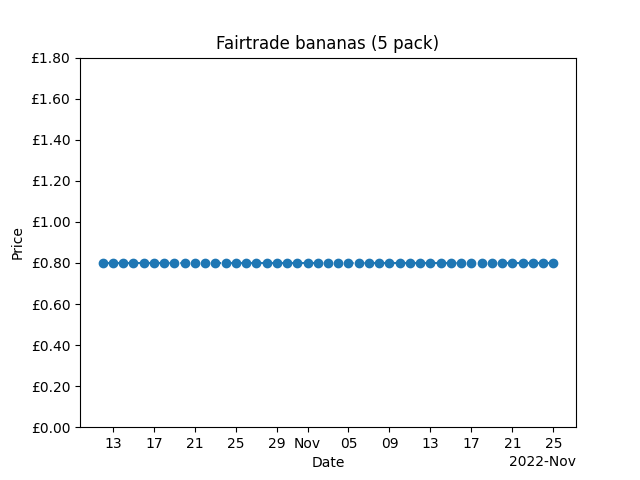 Fairtrade bananas (5 pack)
£1.80
£1.60
£1.40
£1.20
£1.00
£0.80
£0.60
£0.40
£0.20
£0.00
Price
13 17 21 25 29 Nov 05 09 13 17 21 25
Date
2022-Nov